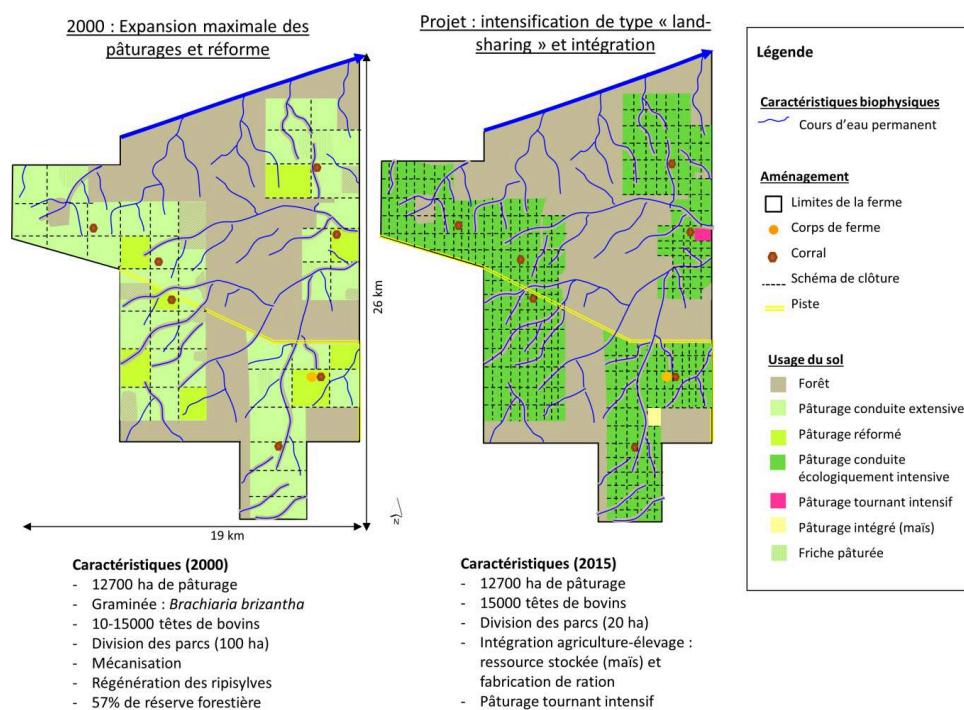 2000 : Expansion maximale des
pâturages et réforme
26 km
19 km
N
Caractéristiques (2000)
- 12700 ha de pâturage
- Graminée : Brachiaria brizantha
- 10-15000 têtes de bovins
- Division des parcs (100 ha)
- Mécanisation
- Régénération des ripisylves
- 57% de réserve forestière
Projet : intensification de type « land-
sharing » et intégration
Caractéristiques (2015)
- 12700 ha de pâturage
- 15000 têtes de bovins
- Division des parcs (20 ha)
- Intégration agriculture-élevage :
ressource stockée (maïs) et
fabrication de ration
- Pâturage tournant intensif
Légende
Caractéristiques biophysiques
Cours d'eau permanent
Aménagement
Limites de la ferme
Corps de ferme
Corral
Schéma de clôture
Piste
Usage du sol
Forêt
Pâturage conduite extensive
Pâturage réformé
Pâturage conduite
écologiquement intensive
Pâturage tournant intensif
Pâturage intégré (maïs)
Friche pâturée